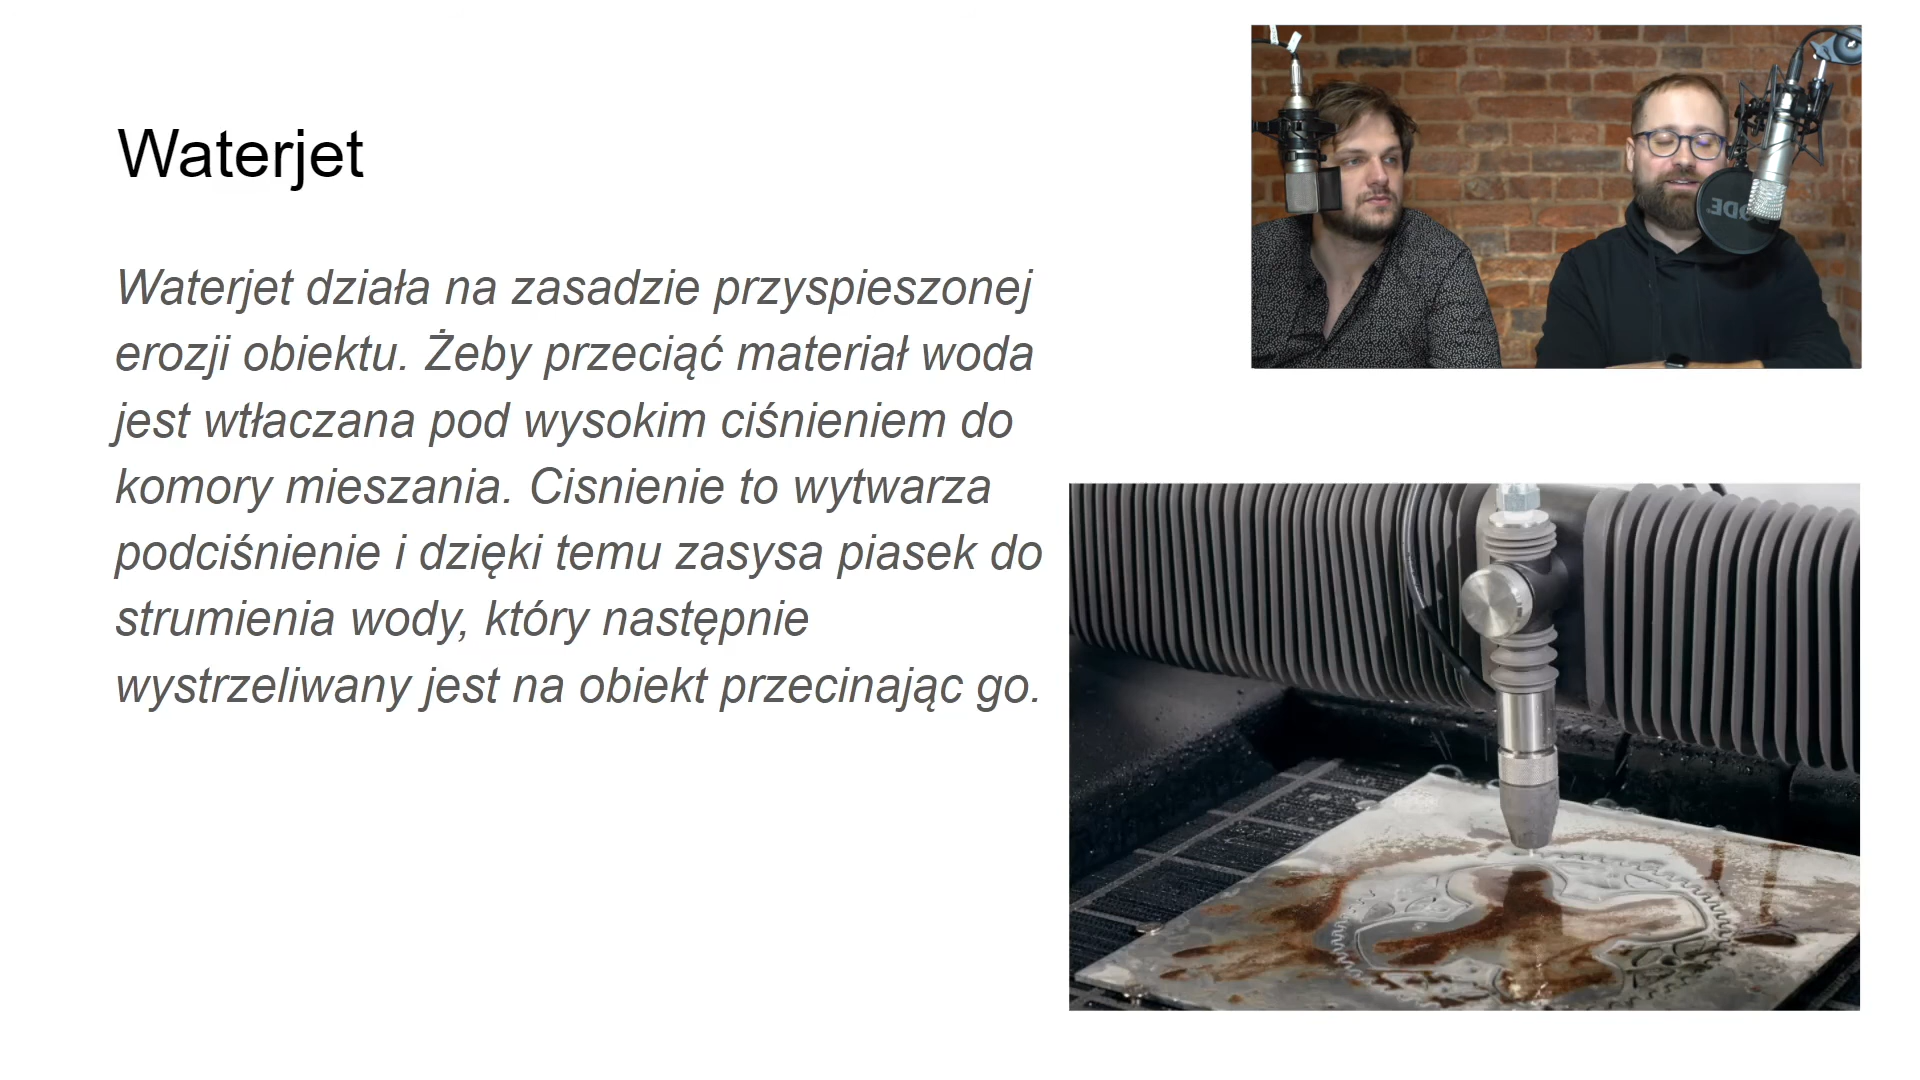 Waterjet
Waterjet działa na zasadzie przyspieszonej
erozji obiektu. Żeby przeciąć materiał woda
jest wtłaczana pod wysokim ciśnieniem do
komory mieszania. Cisnienie to wytwarza
podciśnienie i dzięki temu zasysa piasek do
strumienia wody, który następnie
wystrzeliwany jest na obiekt przecinając go.